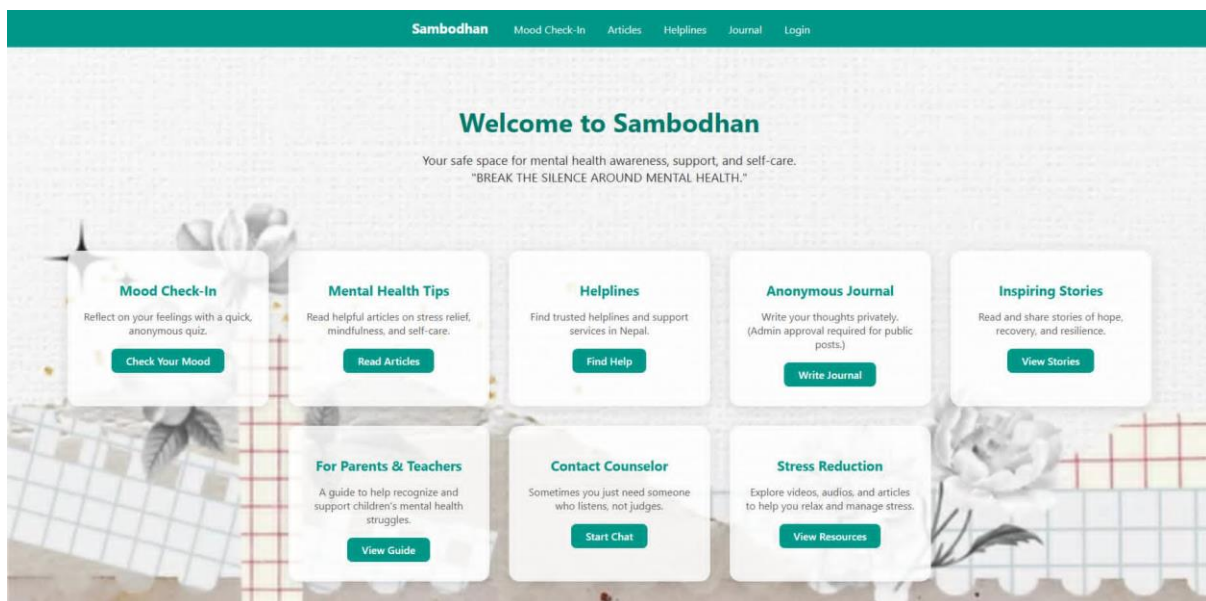 Sambodhan Mood Check-In Articles Helplines Journal Login
Welcome to Sambodhan
Your safe space for mental health awareness, support, and self-care.
"BREAK THE SILENCE AROUND MENTAL HEALTH."
Mood Check-In
Reflect on your feelings with a quick,
anonymous quiz.
Check Your Mood
Mental Health Tips
Read helpful articles on stress relief,
mindfulness, and self-care.
Read Articles
Helplines
Find trusted helplines and support
services in Nepal.
Find Help
Anonymous Journal
Write your thoughts privately.
(Admin approval required for public
posts.)
Write Journal
Inspiring Stories
Read and share stories of hope,
recovery, and resilience.
View Stories
For Parents & Teachers
A guide to help recognize and
support children's mental health
struggles.
View Guide
Contact Counselor
Sometimes you just need someone
who listens, not judges.
Start Chat
Stress Reduction
Explore videos, audios, and articles
to help you relax and manage stress.
View Resources